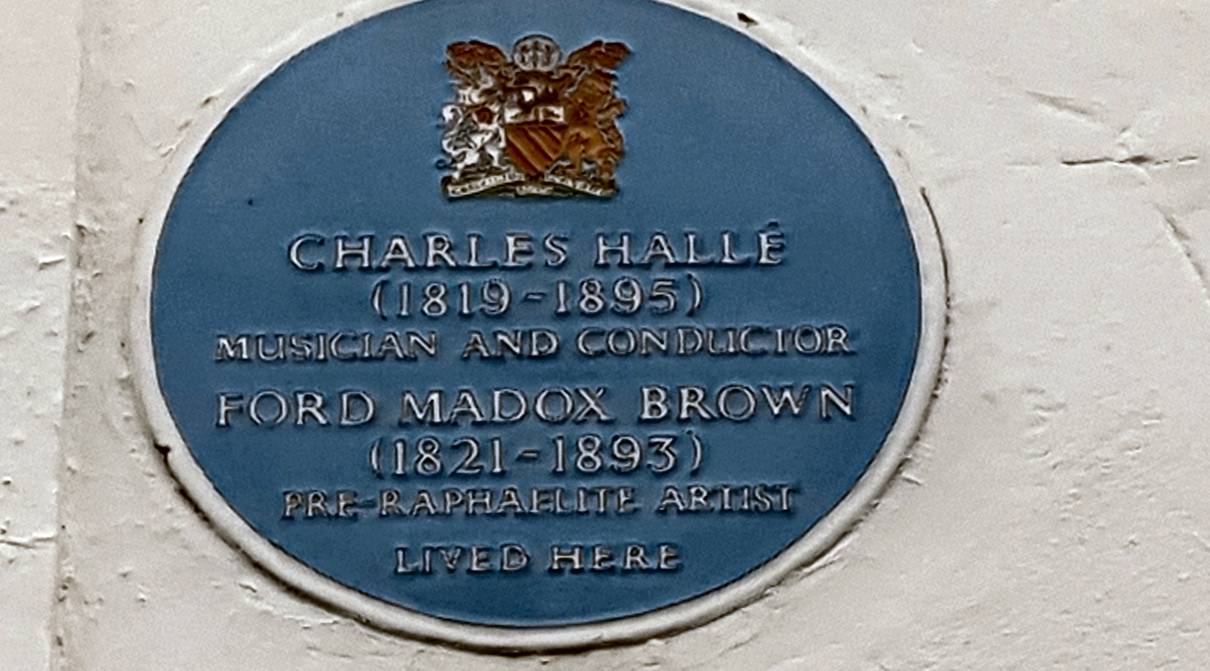 CHARLES HALLÉ
(1819-1895)
MUSICIAN AND CONDUCTOR
FORD MADOX BROWN
(1821-1893)
PRE-RAPHAELITE ARTIST
LIVED HERE